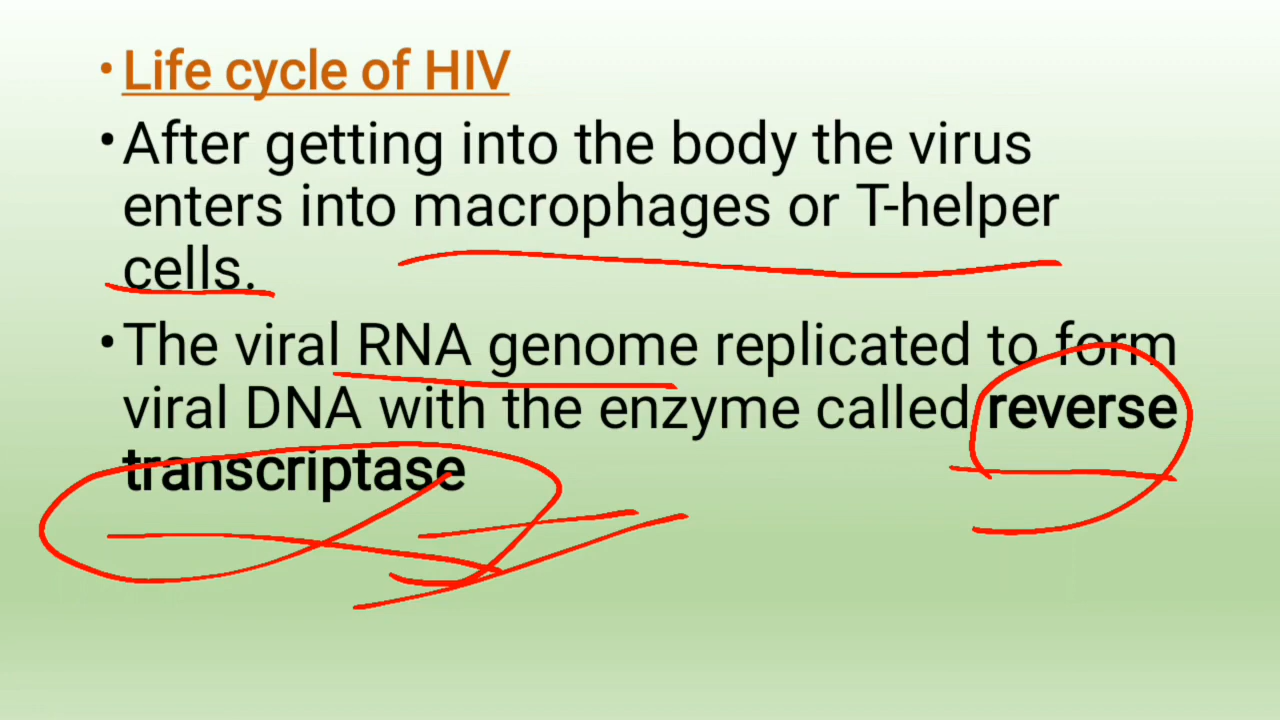 • Life cycle of HIV
• After getting into the body the virus
enters into macrophages or T-helper
cells.
• The viral RNA genome replicated to form
viral DNA with the enzyme called reverse
transcriptase